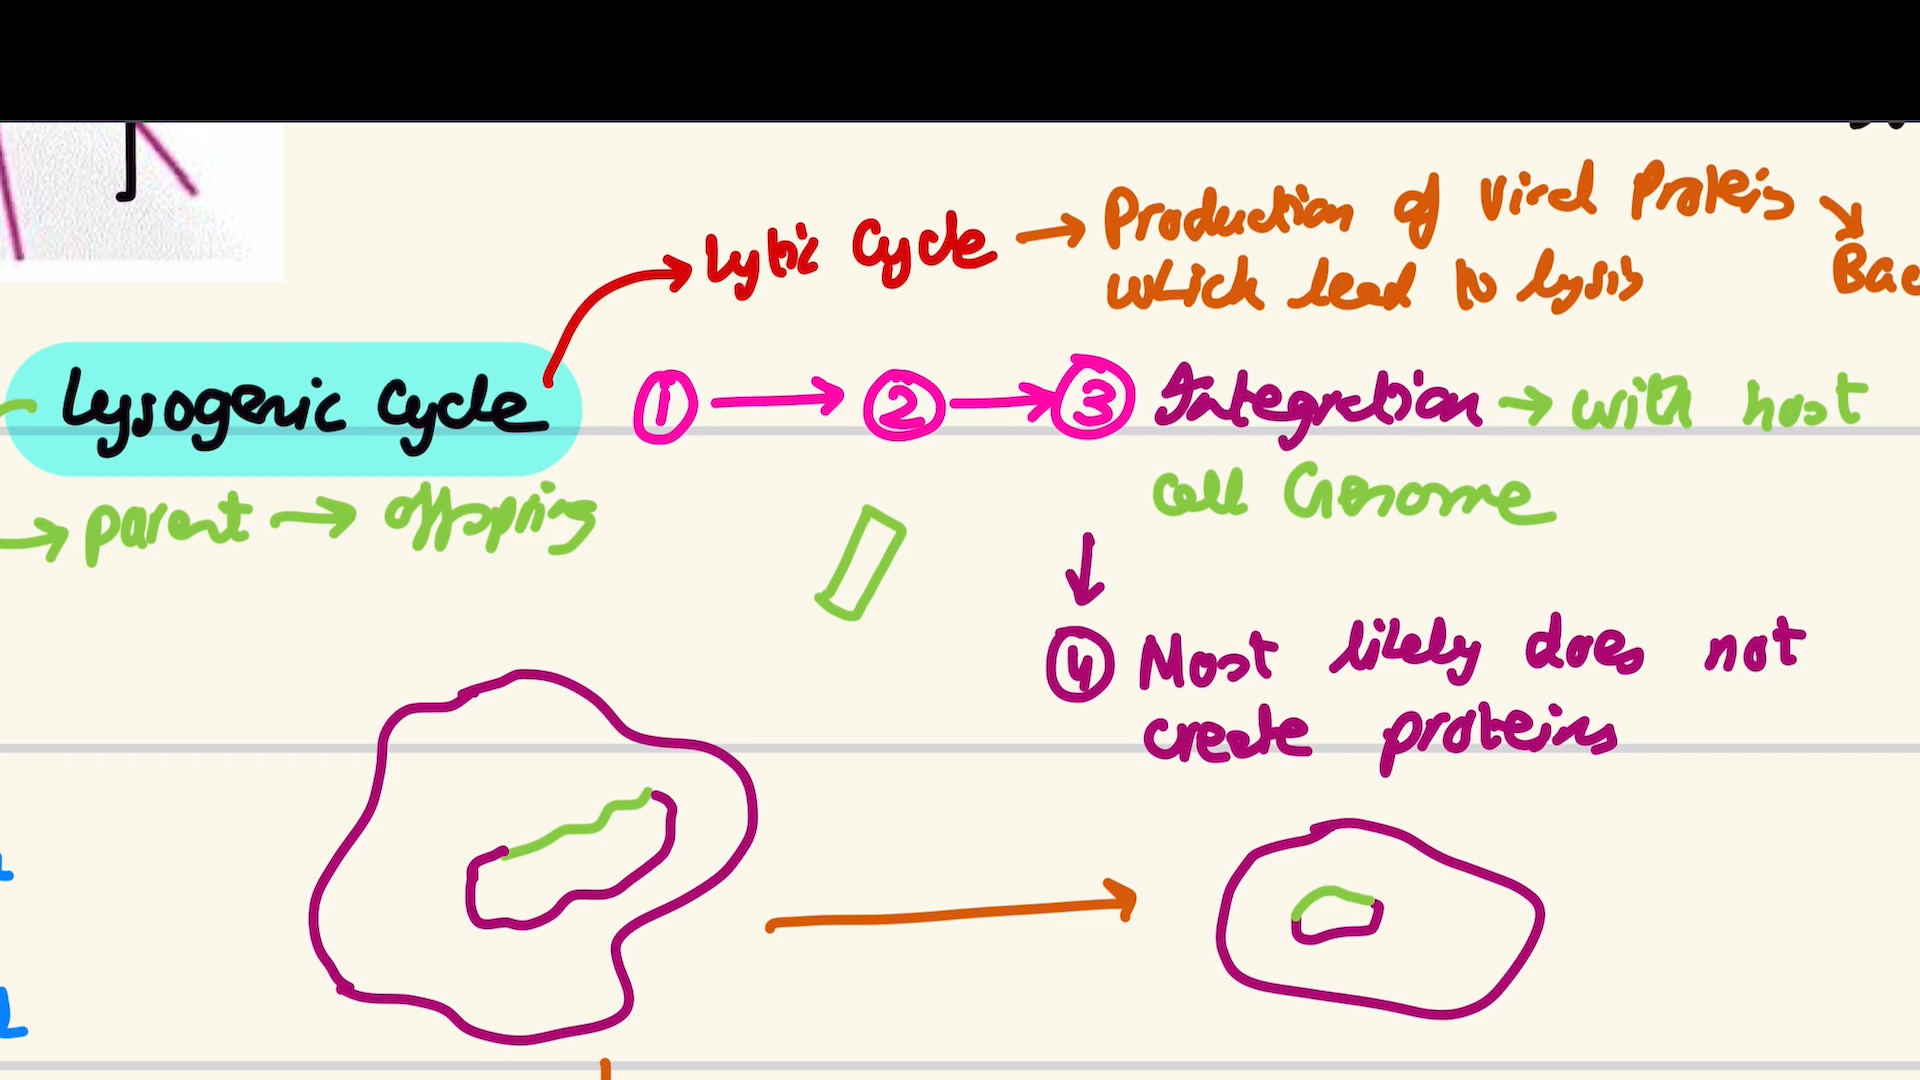 Lytic Cycle → Production of Viral Proteis
which lead to lysis
Bac
Lysogenic Cycle
① → ② → ③ Integration → with host
cell Genome
→ parent → offspring
④ Most likely does not
create proteins